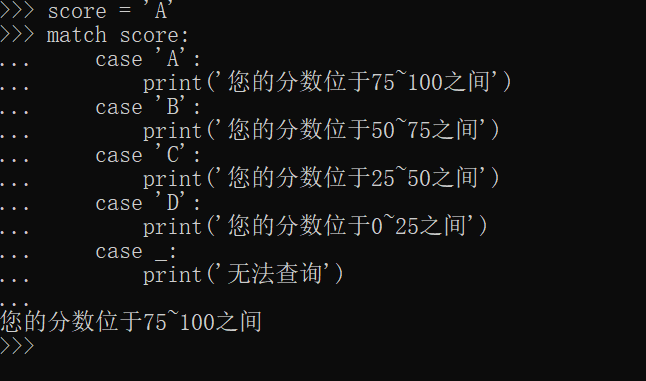 >>> score = 'A'
>>> match score:
...     case 'A':
...         print('您的分数位于75~100之间')
...     case 'B':
...         print('您的分数位于50~75之间')
...     case 'C':
...         print('您的分数位于25~50之间')
...     case 'D':
...         print('您的分数位于0~25之间')
...     case _:
...         print('无法查询')
...
您的分数位于75~100之间
>>>